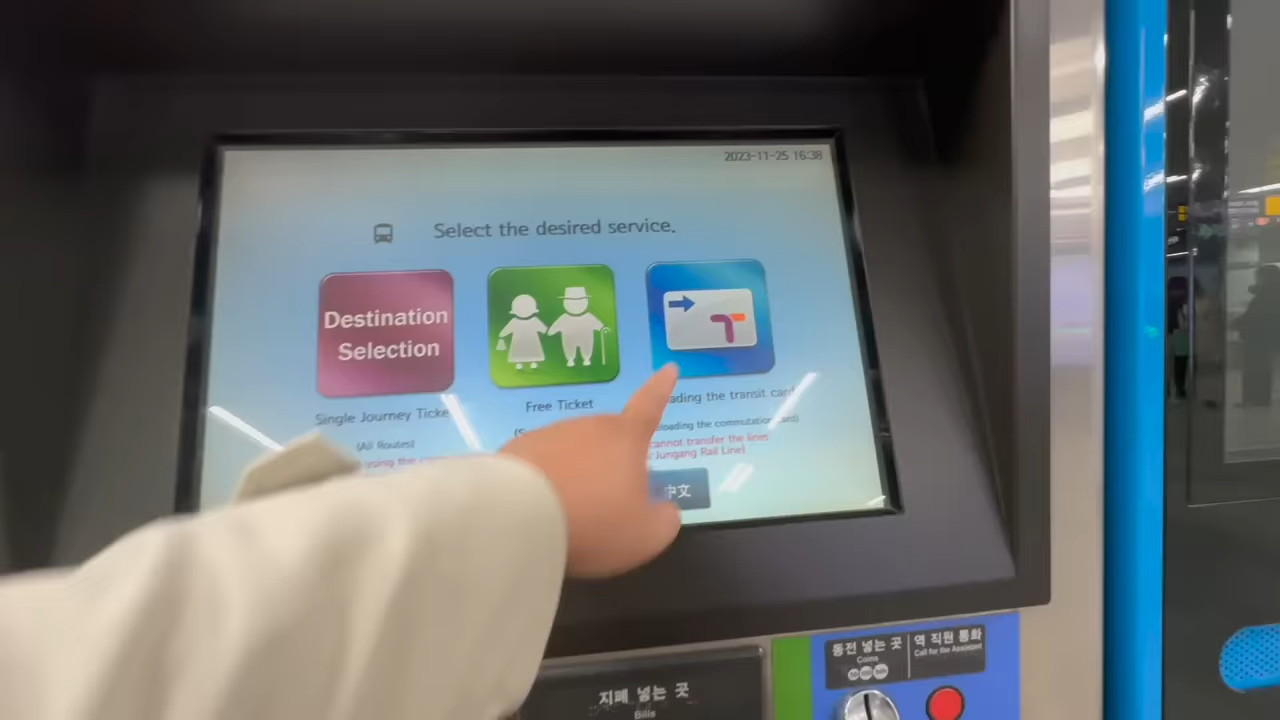 2023-11-25 16:38
Select the desired service.
Destination
Selection
Single Journey Ticke
(All Routes)
using the
Free Ticket
ading the transit card
loading the commutation card)
cannot transfer the lines
Jungang Rail Line)
中文
동전 넣는 곳
Coins
역 직원 통화
Call for the Assistant
지폐 넣는 곳
Bills